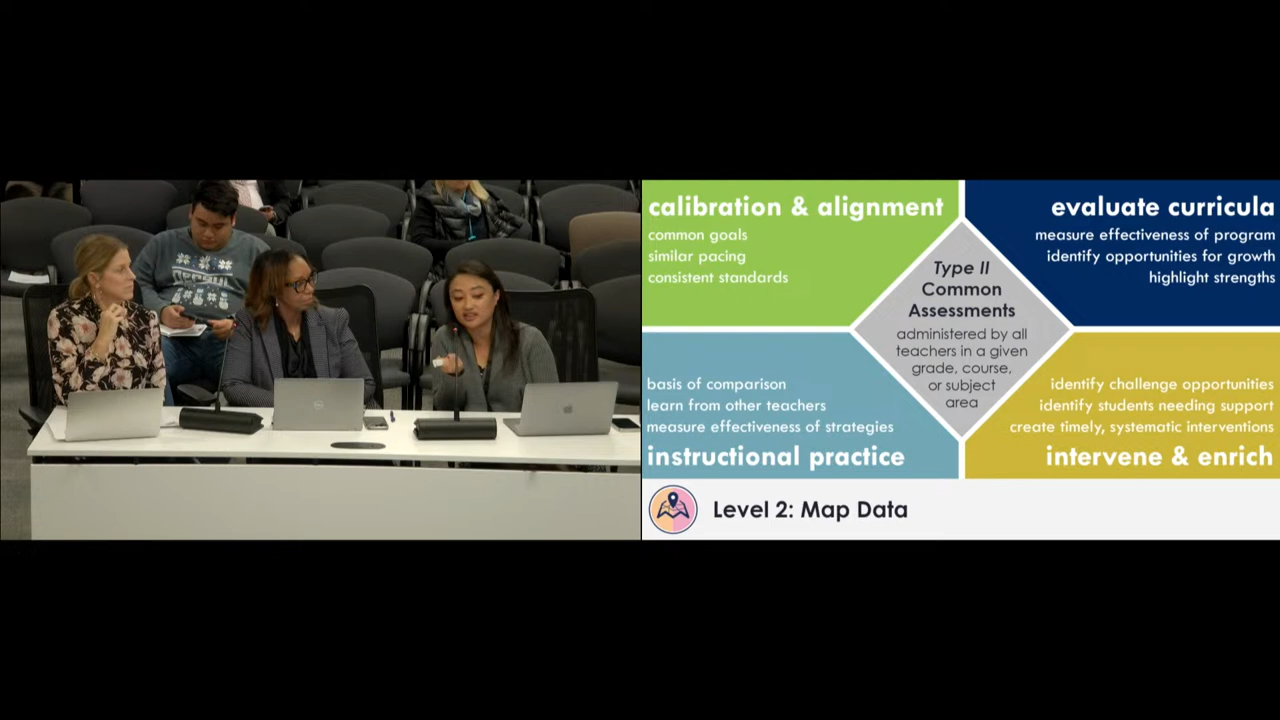 calibration & alignment
common goals
similar pacing
consistent standards
evaluate curricula
measure effectiveness of program
identify opportunities for growth
highlight strengths
Type II
Common
Assessments
administered by all
teachers in a given
grade, course,
or subject
area
basis of comparison
learn from other teachers
measure effectiveness of strategies
instructional practice
identify challenge opportunities
identify students needing support
create timely, systematic interventions
intervene & enrich
Level 2: Map Data